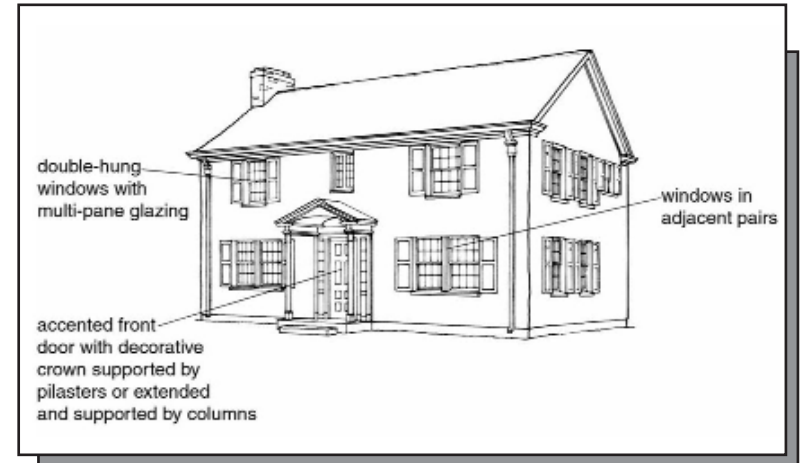 double-hung
windows with
multi-pane glazing
windows in
adjacent pairs
accented front
door with decorative
crown supported by
pilasters or extended
and supported by columns